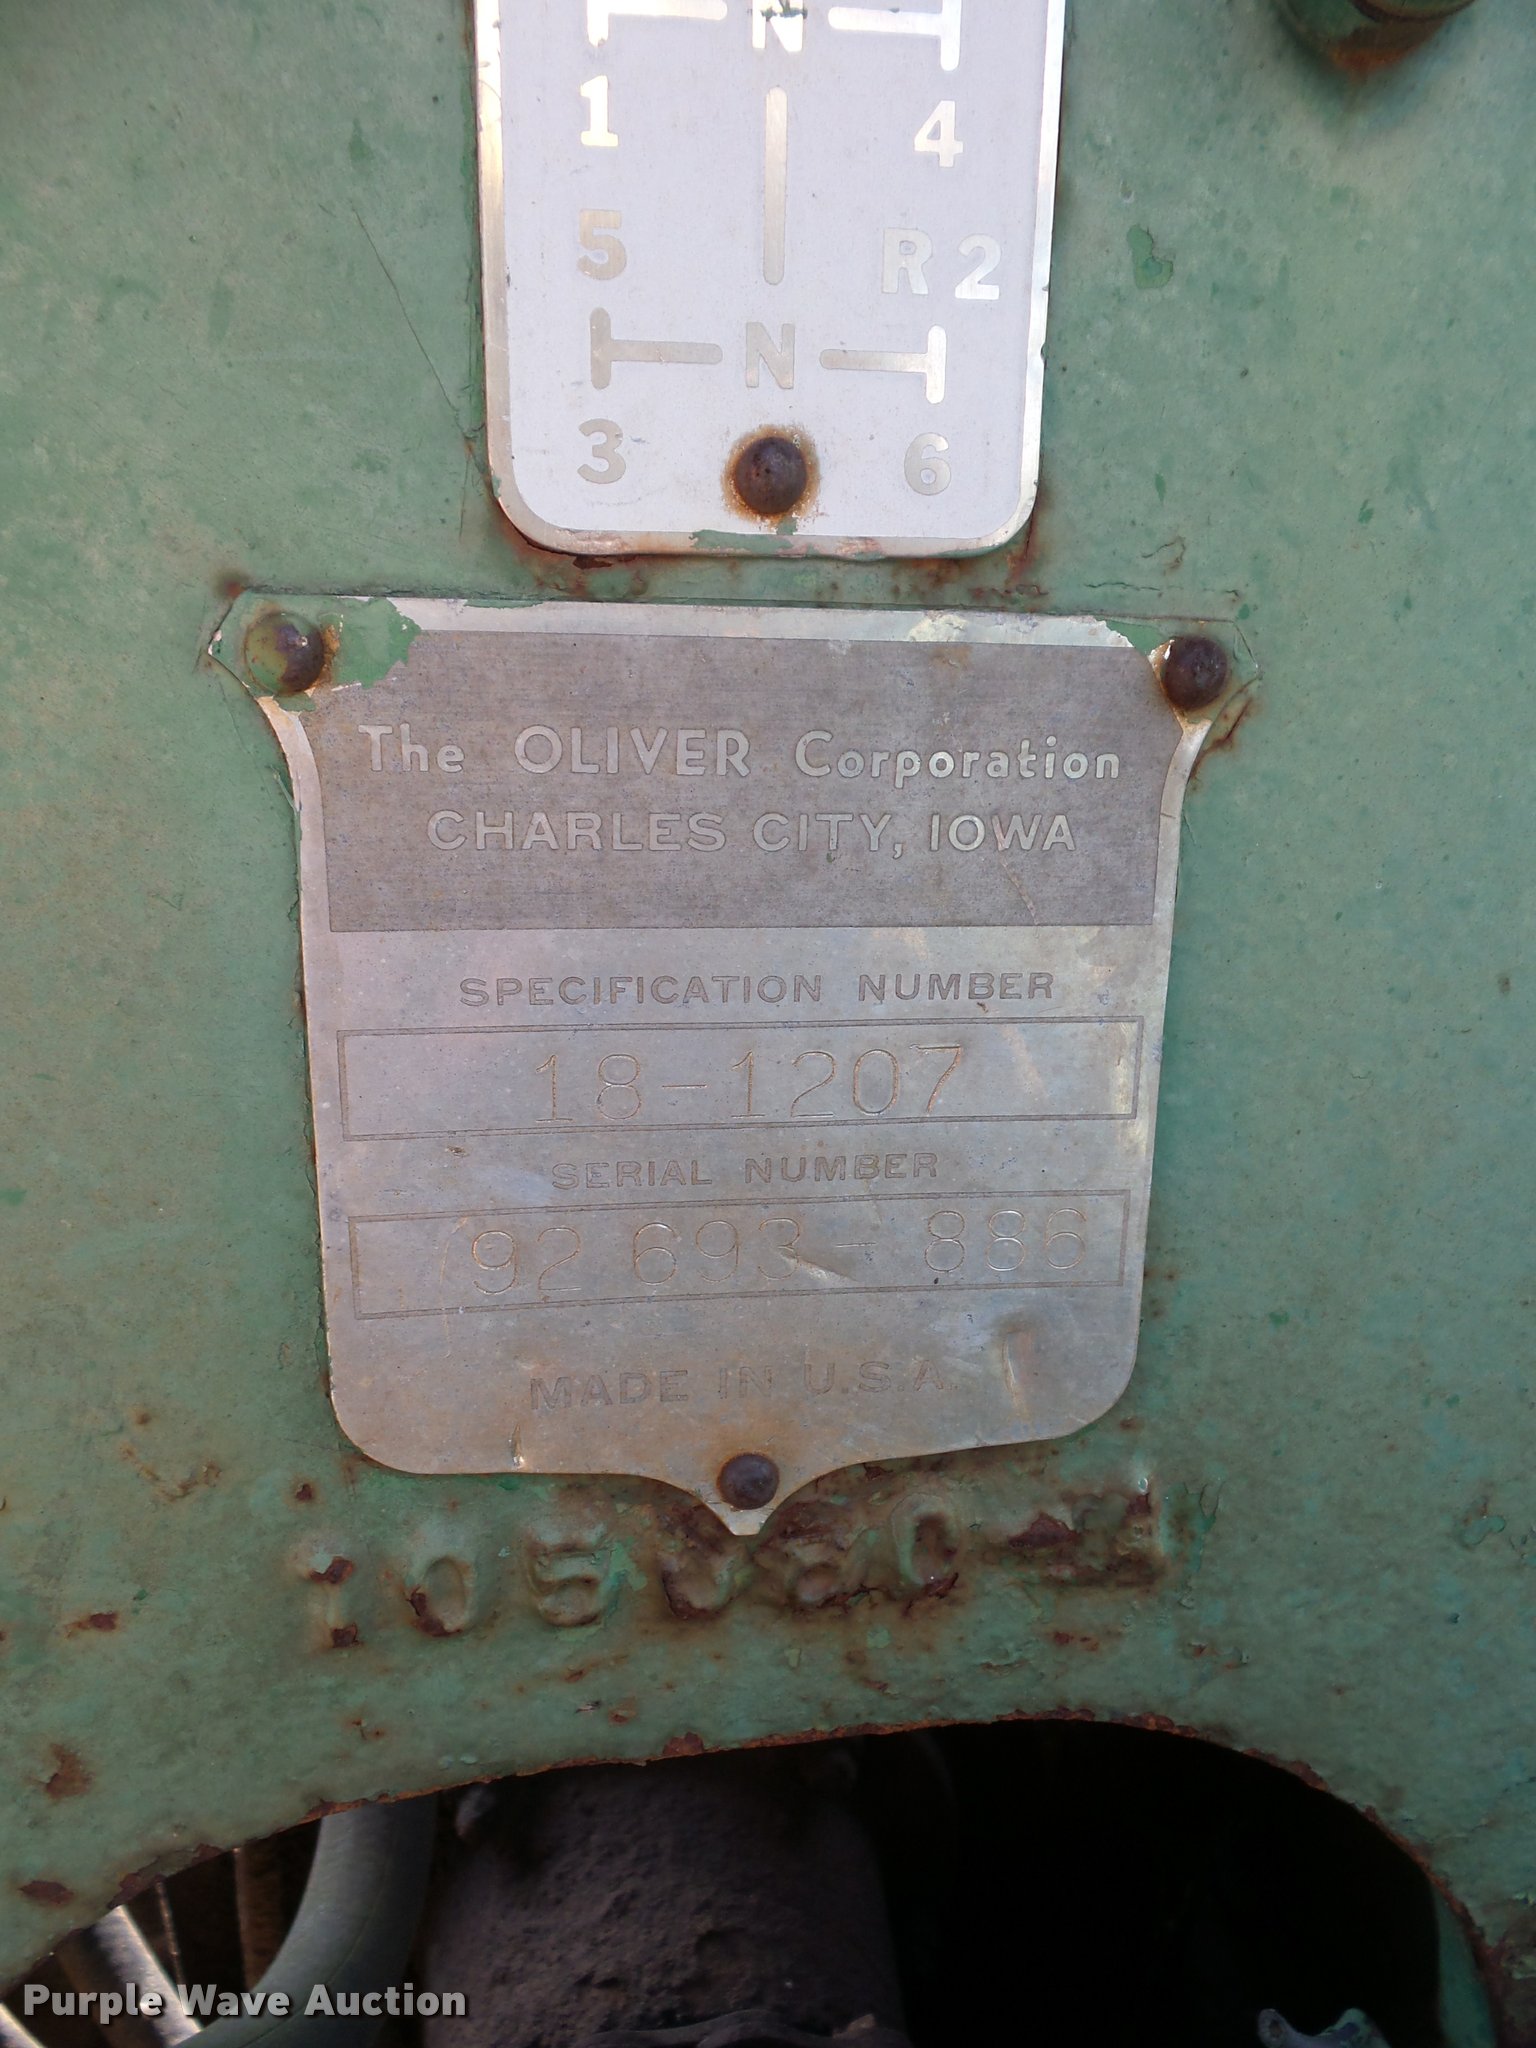 N
1 4
5 R 2
N
3 6
The OLIVER Corporation
CHARLES CITY, IOWA
SPECIFICATION NUMBER
18-1207
SERIAL NUMBER
92 693-886
MADE IN U.S.A.
Purple Wave Auction